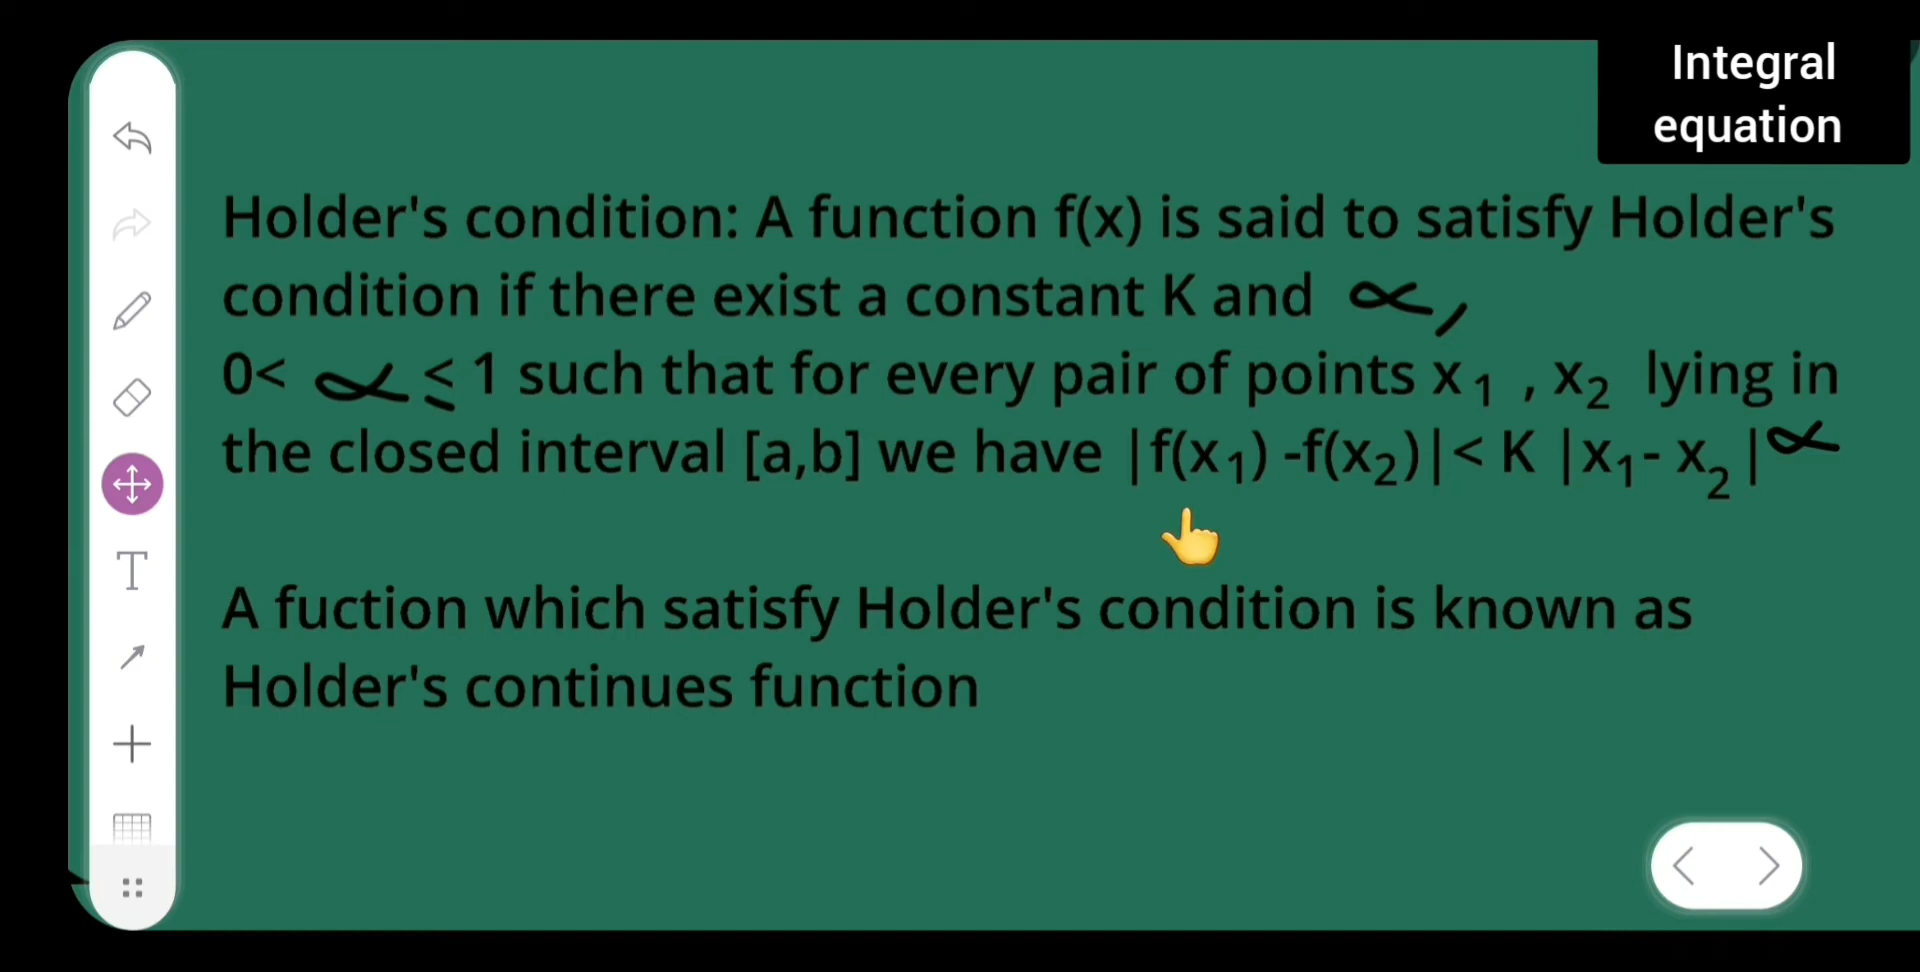 Integral
equation
Holder's condition: A function f(x) is said to satisfy Holder's
condition if there exist a constant K and ∝,
0< ∝ ≤ 1 such that for every pair of points x₁ , x₂ lying in
the closed interval [a,b] we have |f(x₁) -f(x₂)|< K |x₁- x₂|^∝
A fuction which satisfy Holder's condition is known as
Holder's continues function